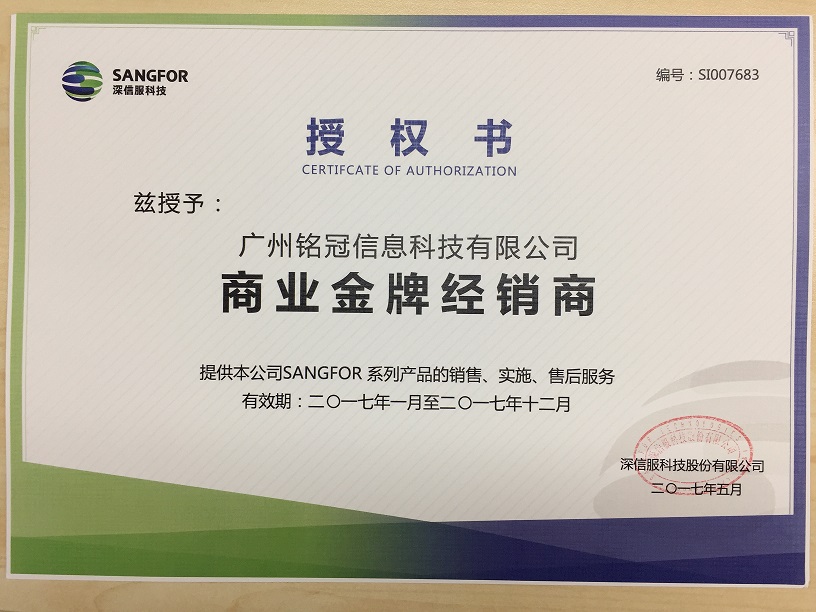 SANGFOR
深信服科技
编号：SI007683
授权书
CERTIFCATE OF AUTHORIZATION
兹授予：
广州铭冠信息科技有限公司
商业金牌经销商
提供本公司SANGFOR 系列产品的销售、实施、售后服务
有效期：二〇一七年一月至二〇一七年十二月
深信服科技股份有限公司
二〇一七年五月